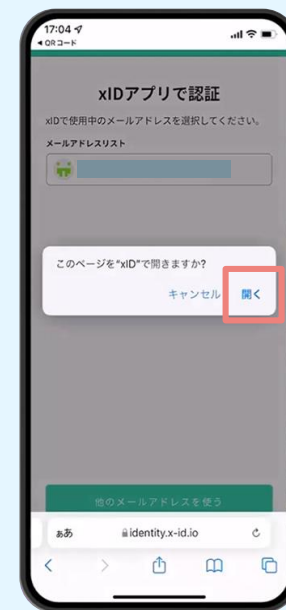 17:04
◀ QRコード
xIDアプリで認証
xIDで使用中のメールアドレスを選択してください。
メールアドレスリスト
このページを"xID"で開きますか?
キャンセル 開く
他のメールアドレスを使う
ぁあ identity.x-id.io